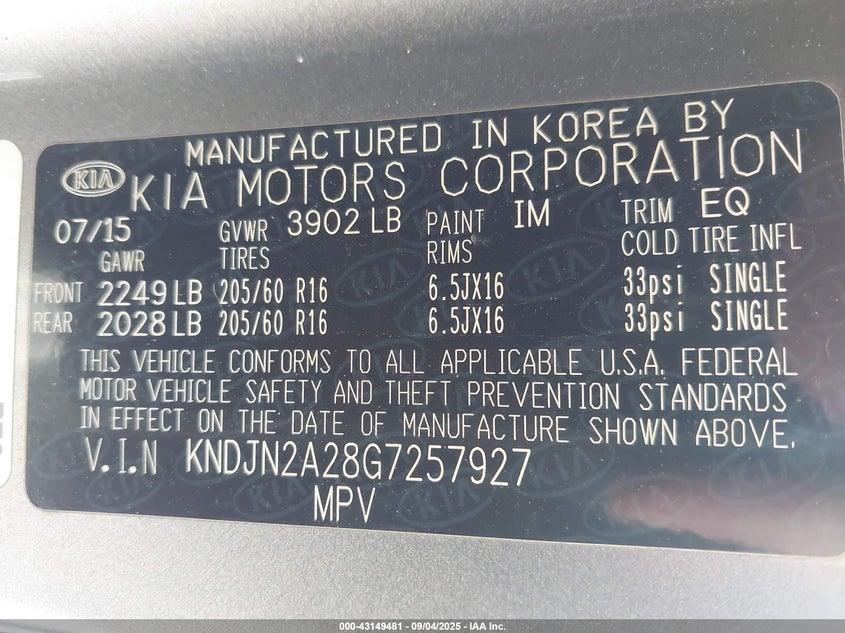 MANUFACTURED IN KOREA BY
KIA KIA MOTORS CORPORATION
07/15 GVWR 3902 LB PAINT IM TRIM EQ
GAWR TIRES RIMS COLD TIRE INFL
FRONT 2249 LB 205/60 R16 6.5JX16 33psi SINGLE
REAR 2028 LB 205/60 R16 6.5JX16 33psi SINGLE
THIS VEHICLE CONFORMS TO ALL APPLICABLE U.S.A. FEDERAL
MOTOR VEHICLE SAFETY AND THEFT PREVENTION STANDARDS
IN EFFECT ON THE DATE OF MANUFACTURE SHOWN ABOVE.
V.I.N KNDJN2A28G7257927
MPV
000-43149481 - 09/04/2025 - IAA Inc.